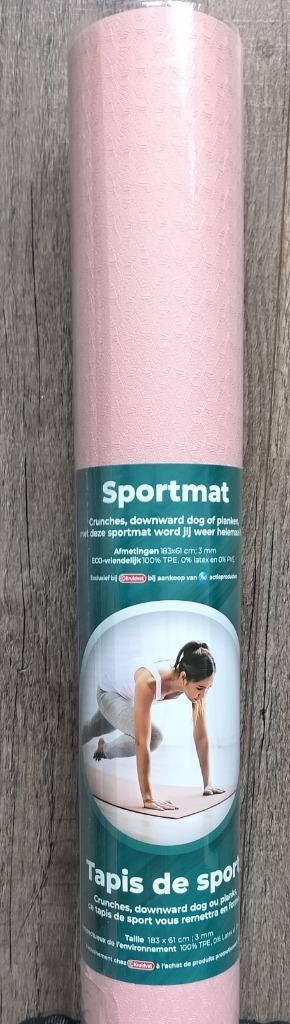 Sportmat
Crunches, downward dog of planken,
met deze sportmat word jij weer helemaal
Afmetingen 183x61 cm; 3 mm
ECO-vriendelijk 100% TPE, 0% latex en 0% PVC
Exclusief bij Kruidvat bij aankoop van actieproducten
Tapis de sport
Crunches, downward dog ou planks,
ce tapis de sport vous remettra en
Taille 183 x 61 cm ; 3 mm
de l'environnement 100% TPE, 0% Latex
chez Kruidvat à l'achat de produits